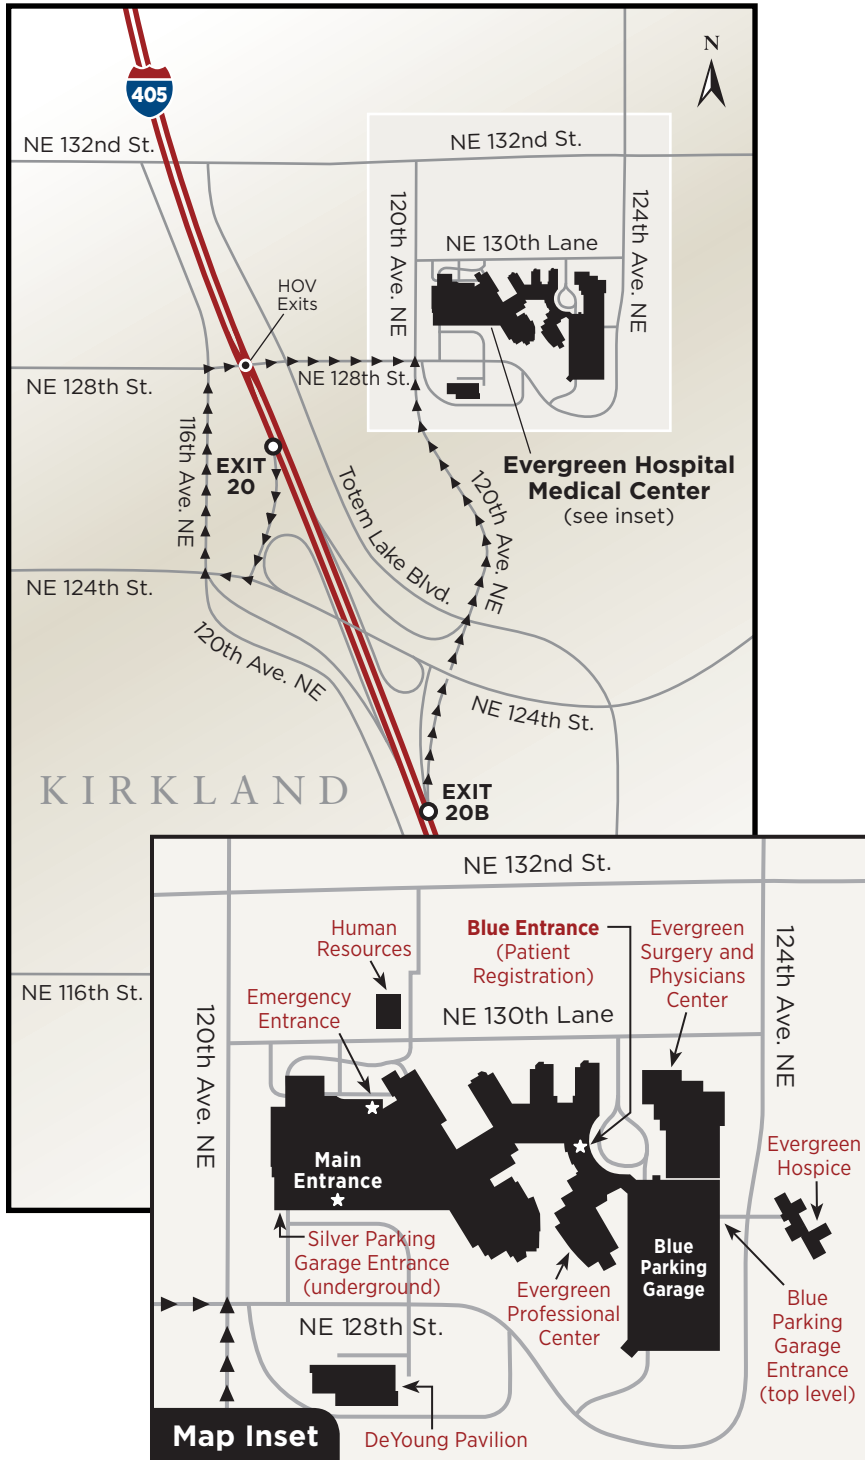 N
405
NE 132nd St.
NE 132nd St.
120th Ave. NE
124th Ave. NE
NE 130th Lane
HOV
Exits
NE 128th St.
NE 128th St.
116th Ave. NE
EXIT
20
Evergreen Hospital
Medical Center
(see inset)
Totem Lake Blvd.
120th Ave. NE
NE 124th St.
120th Ave. NE
NE 124th St.
KIRKLAND
EXIT
20B
NE 116th St.
NE 132nd St.
Human
Resources
Blue Entrance
(Patient
Registration)
Evergreen
Surgery and
Physicians
Center
124th Ave. NE
Emergency
Entrance
NE 130th Lane
120th Ave. NE
Main
Entrance
Evergreen
Hospice
Silver Parking
Garage Entrance
(underground)
Blue
Parking
Garage
Evergreen
Professional
Center
Blue
Parking
Garage
Entrance
(top level)
NE 128th St.
DeYoung Pavilion
Map Inset